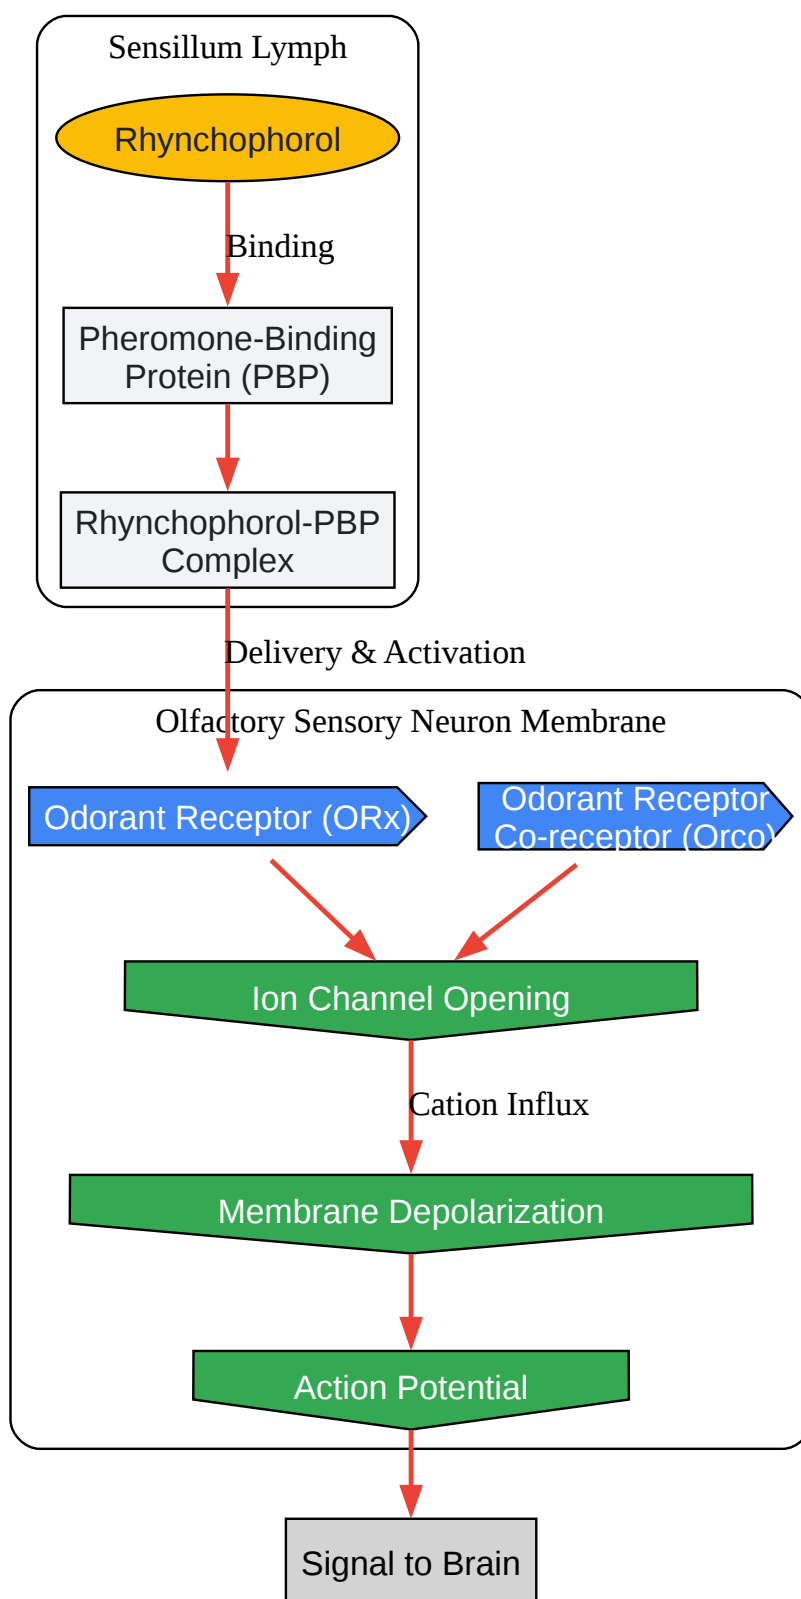 Sensillum Lymph
Rhynchophorol
Binding
Pheromone-Binding
Protein (PBP)
Rhynchophorol-PBP
Complex
Delivery & Activation
Olfactory Sensory Neuron Membrane
Odorant Receptor (ORx)
Odorant Receptor
Co-receptor (Orco)
Ion Channel Opening
Cation Influx
Membrane Depolarization
Action Potential
Signal to Brain